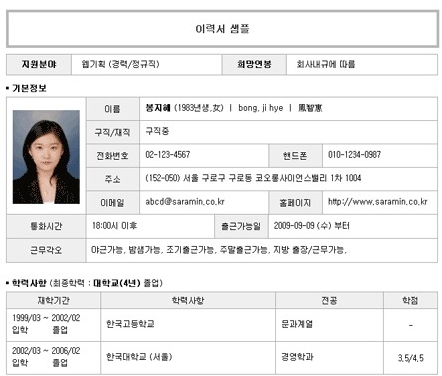 이력서 샘플
지원분야 웹기획 (경력/정규직) 희망연봉 회사내규에 따름
기본정보
이름 봉지혜 (1983년생,女) | bong, ji hye | 鳳智惠
구직/재직 구직중
전화번호 02-123-4567 핸드폰 010-1234-0987
주소 (152-050) 서울 구로구 구로동 코오롱사이언스밸리 1차 1004
이메일 abcd@saramin,co,kr 홈페이지 http://www,saramin,co,kr
통화시간 18:00시 이후 출근가능일 2009-09-09 (수) 부터
근무각오 야근가능, 밤샘가능, 조기출근가능, 주말출근가능, 지방 출장/근무가능,
학력사항 (최종학력 : 대학교(4년) 졸업)
재학기간 학력사항 전공 학점
1999/03 ~ 2002/02
입학 졸업
한국고등학교 문과계열 -
2002/03 ~ 2006/02
입학 졸업
한국대학교 (서울) 경영학과 3,5/4,5